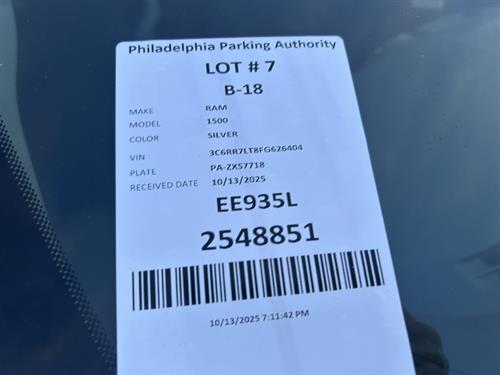 Philadelphia Parking Authority
LOT # 7
B-18
MAKE RAM
MODEL 1500
COLOR SILVER
VIN 3C6RR7LT8FG626404
PLATE PA-ZXS7718
RECEIVED DATE 10/13/2025
EE935L
2548851
10/13/2025 7:11:42 PM